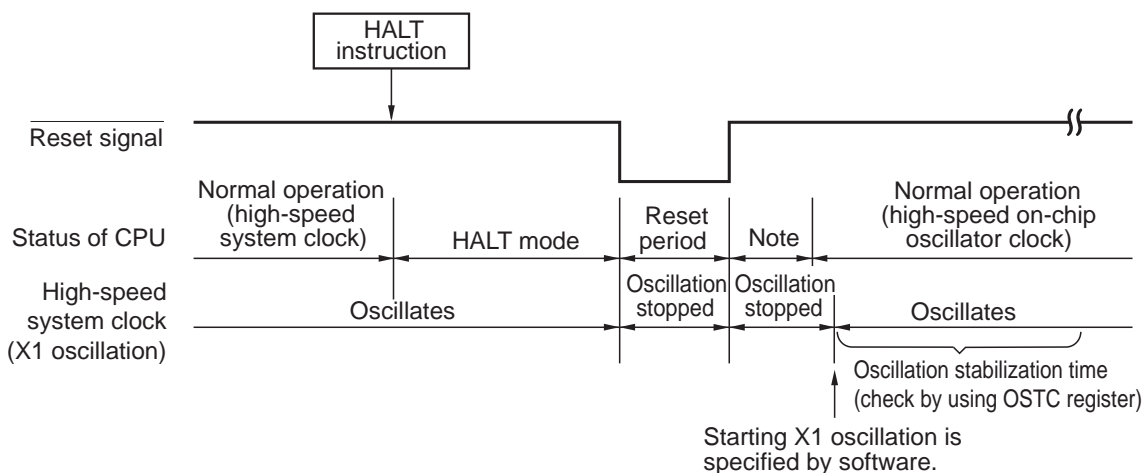 HALT
instruction
Reset signal
Normal operation
(high-speed
system clock)
Normal operation
(high-speed on-chip
oscillator clock)
Status of CPU
HALT mode
Reset
period
Note
High-speed
system clock
(X1 oscillation)
Oscillates
Oscillation
stopped
Oscillation
stopped
Oscillates
Oscillation stabilization time
(check by using OSTC register)
Starting X1 oscillation is
specified by software.